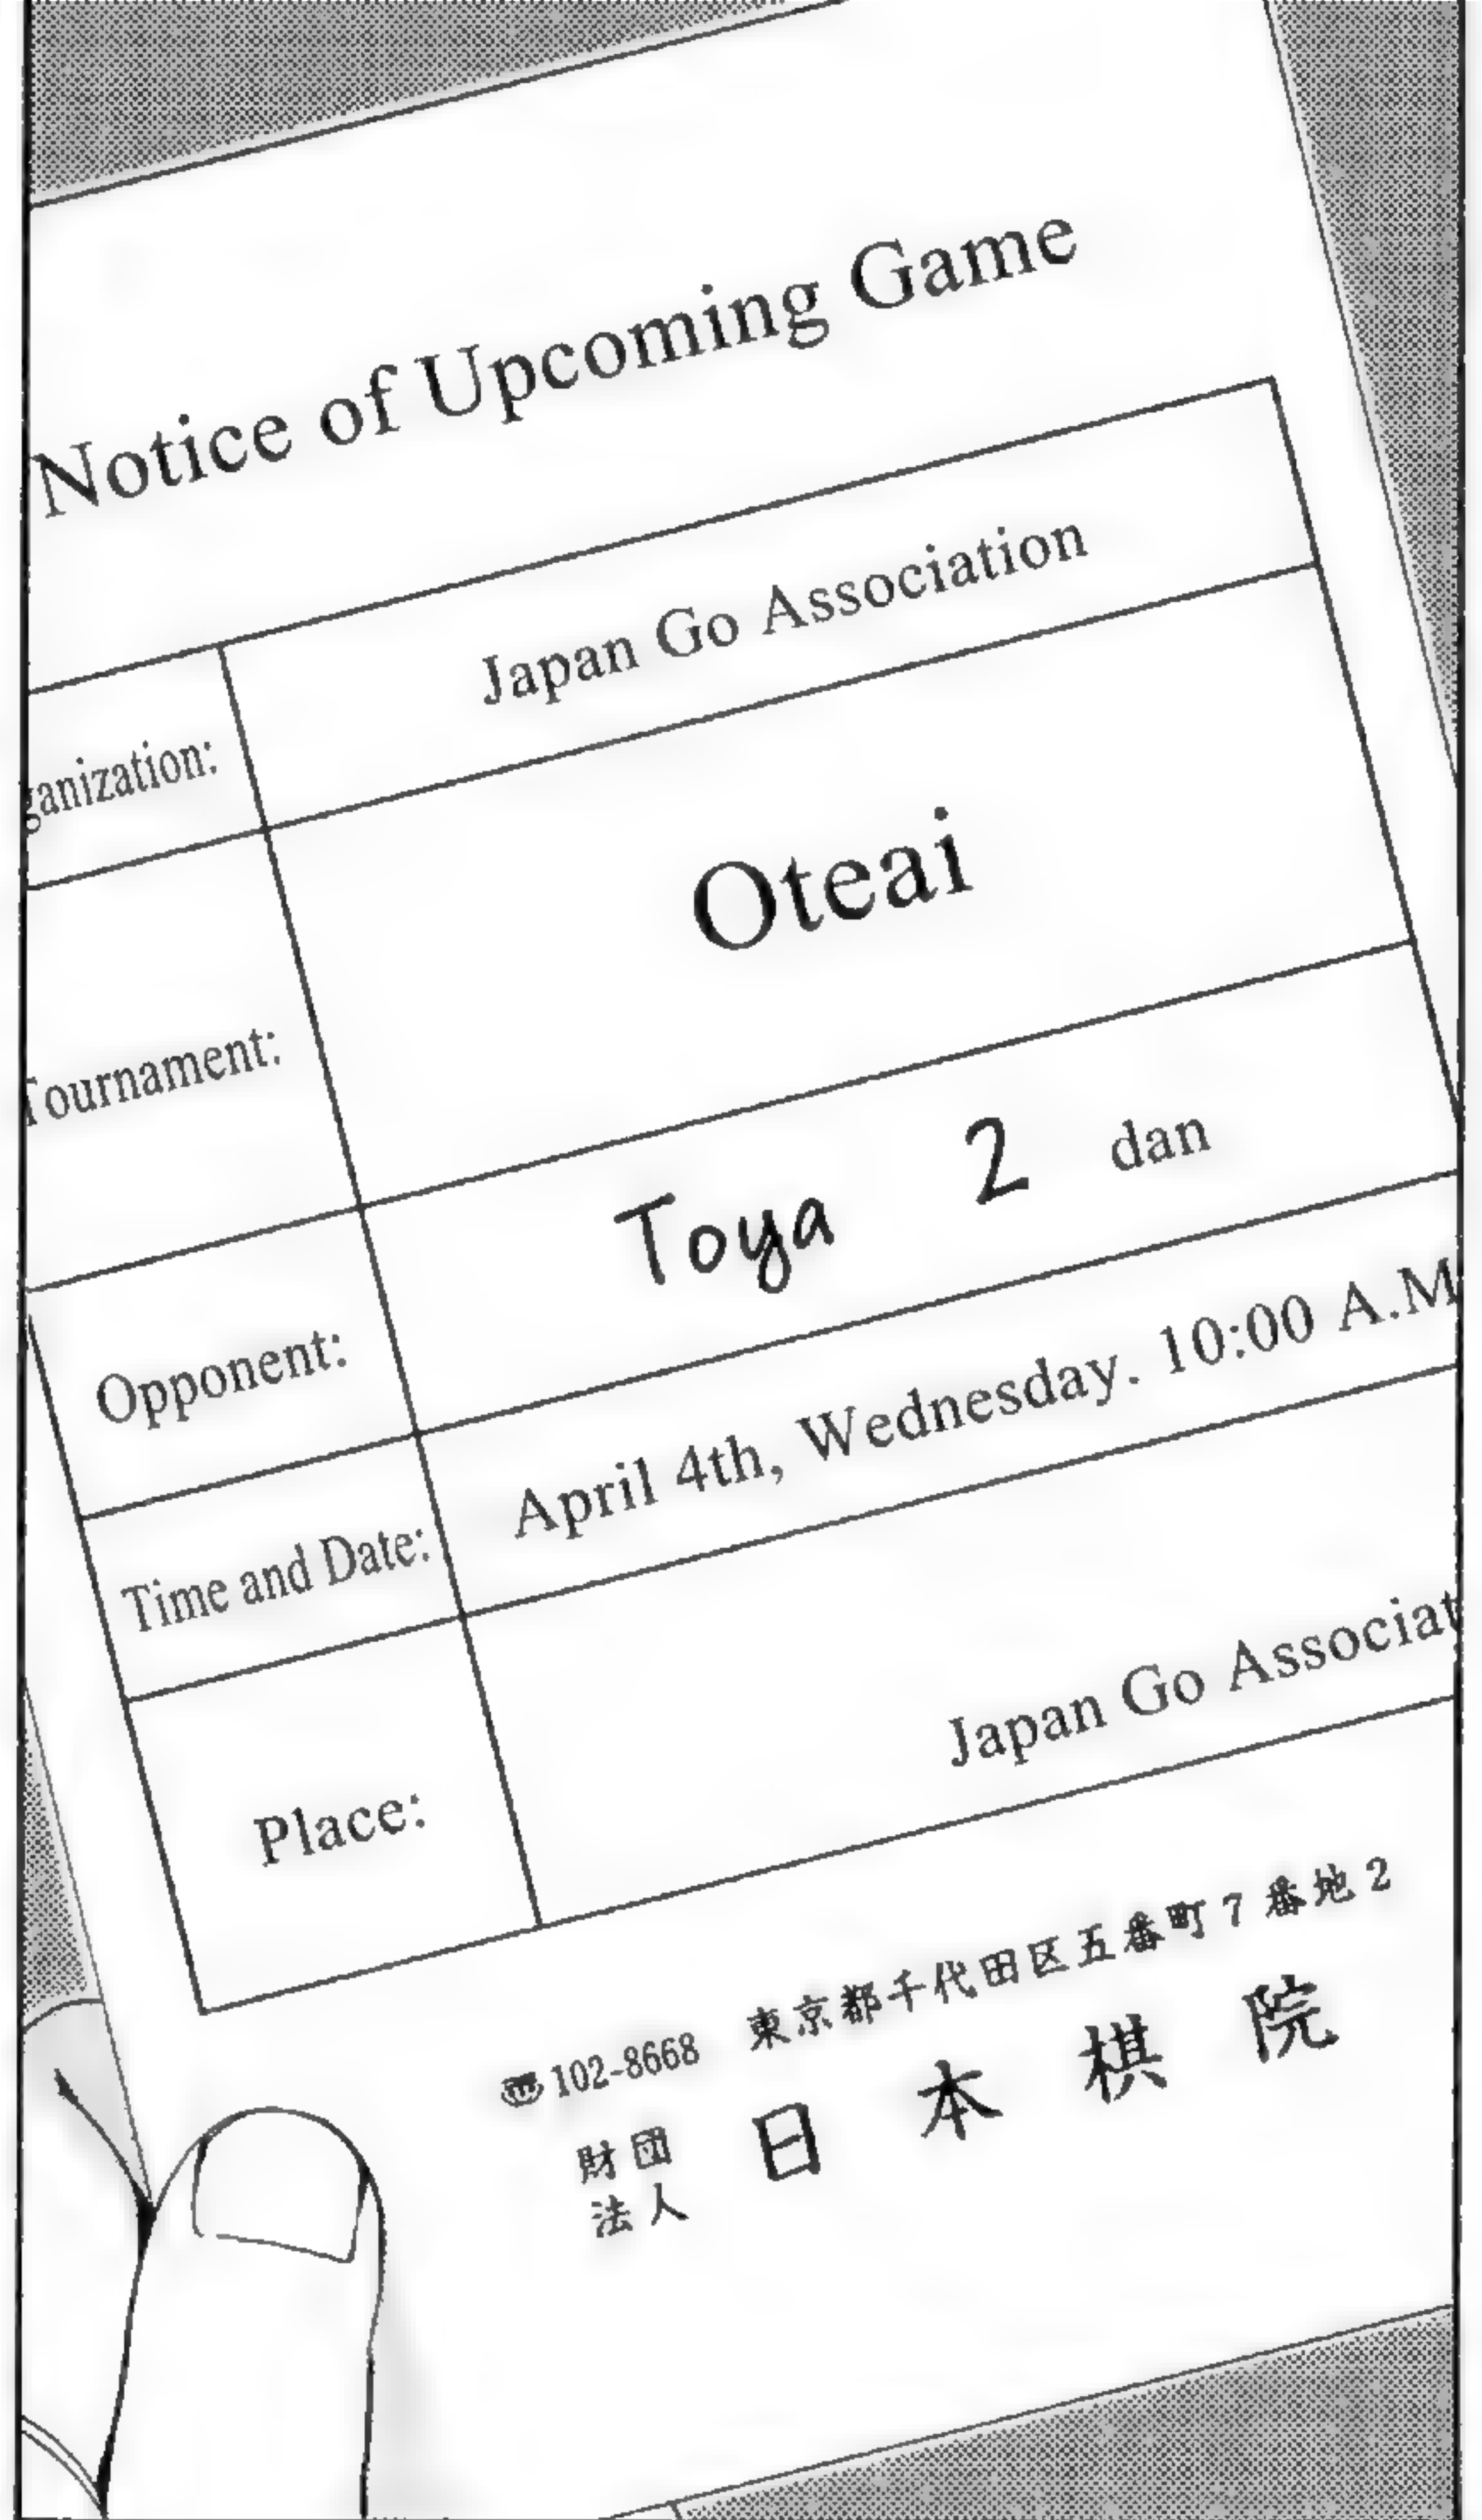 Notice of Upcoming Game
ganization:
Japan Go Association
Tournament:
Oteai
Opponent:
Toya 2 dan
Time and Date:
April 4th, Wednesday. 10:00 A.M
Place:
Japan Go Associat
〠102-8668 東京都千代田区五番町7番地2
財団
法人
日本棋院